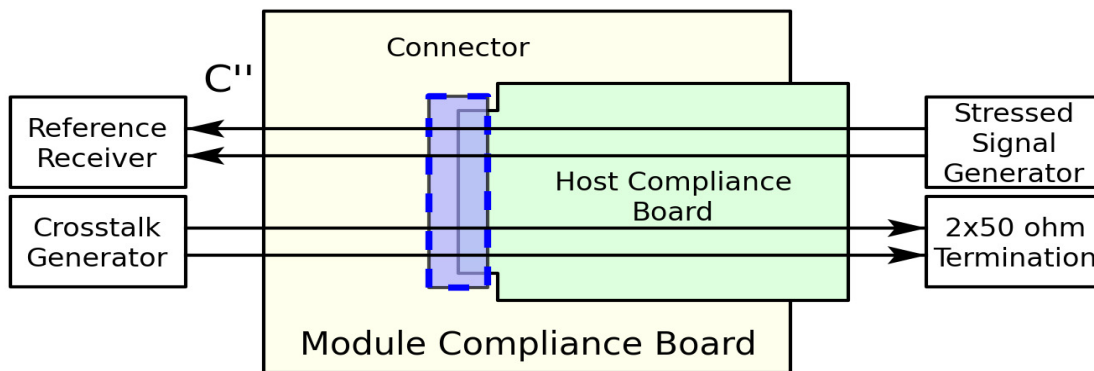 Connector
C''
Reference
Receiver
Stressed
Signal
Generator
Host Compliance
Board
Crosstalk
Generator
2x50 ohm
Termination
Module Compliance Board